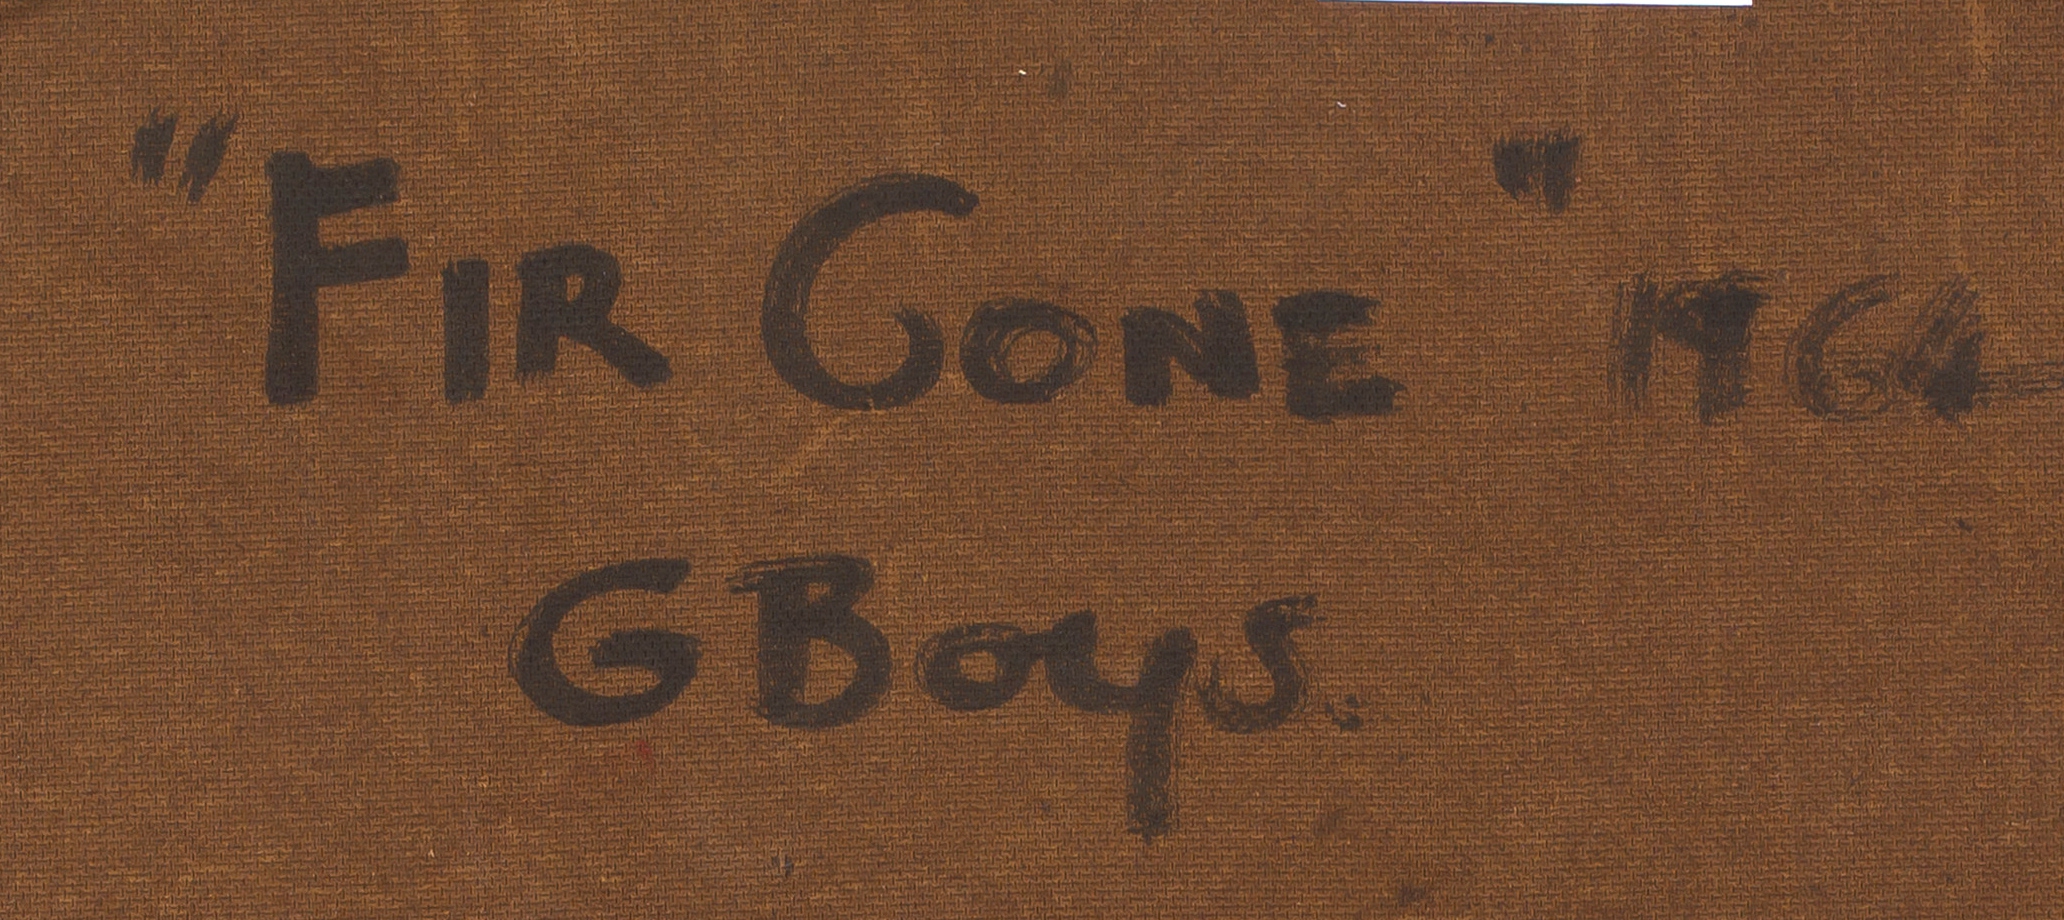 "FIR CONE" 1964
G Boys.